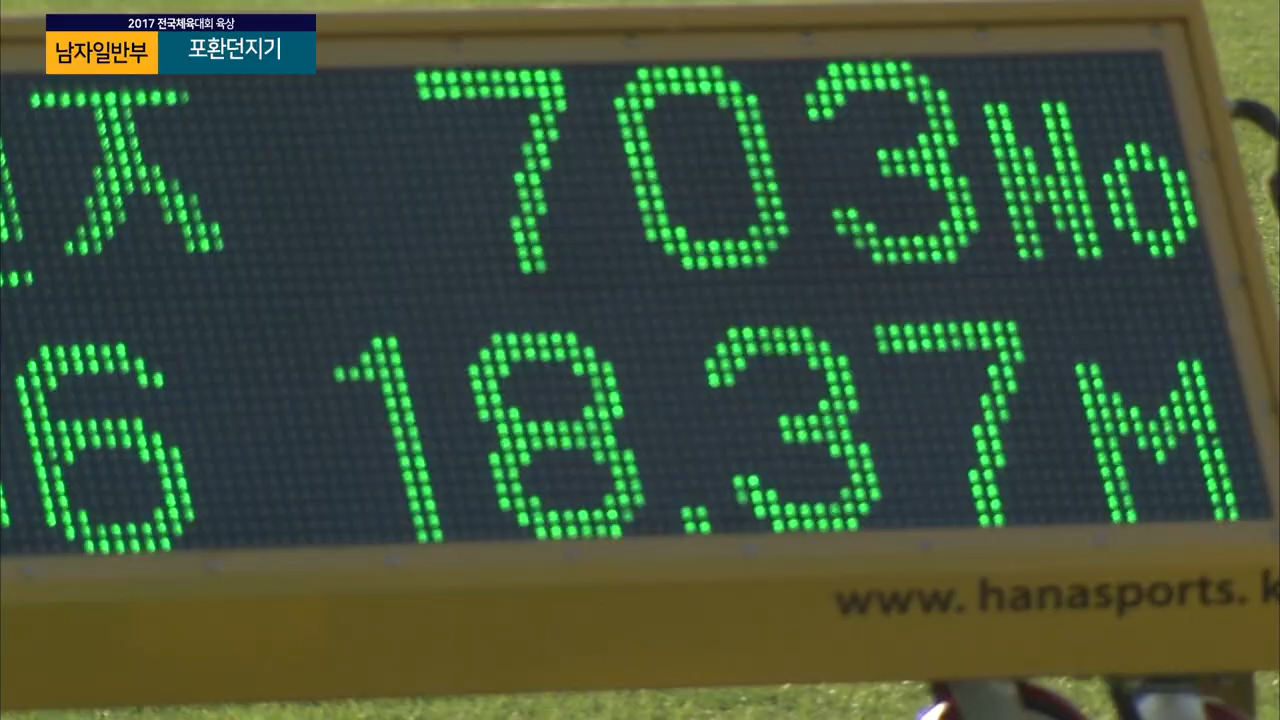 2017 전국체육대회 육상
남자일반부 포환던지기
703 No
6 18.37M
www.hanasports.k